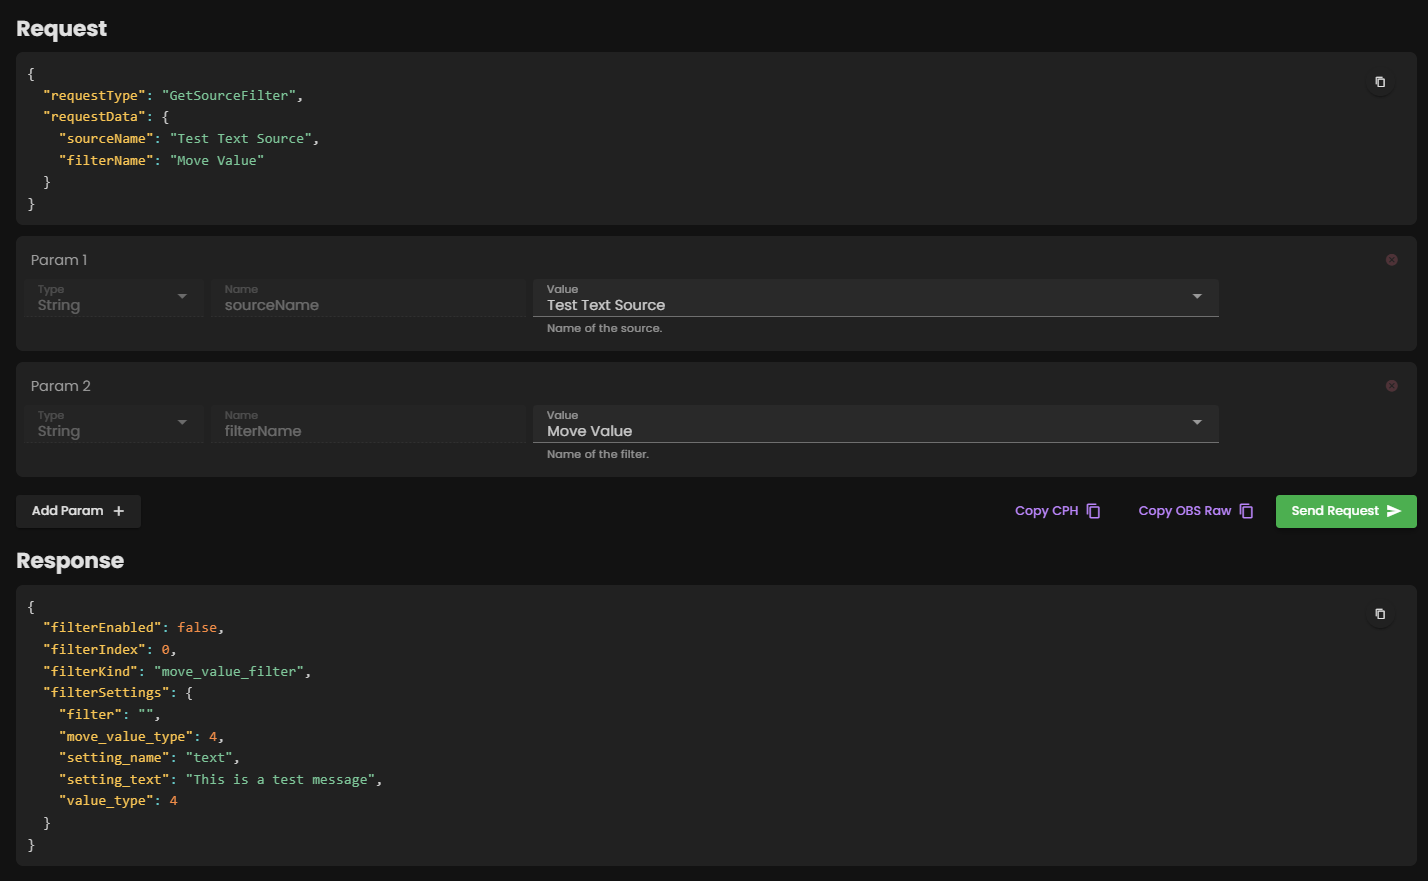 Request
{
"requestType": "GetSourceFilter",
"requestData": {
"sourceName": "Test Text Source",
"filterName": "Move Value"
}
}
Param 1
Type
String
Name
sourceName
Value
Test Text Source
Name of the source.
Param 2
Type
String
Name
filterName
Value
Move Value
Name of the filter.
Add Param +
Copy CPH
Copy OBS Raw
Send Request
Response
{
"filterEnabled": false,
"filterIndex": 0,
"filterKind": "move_value_filter",
"filterSettings": {
"filter": "",
"move_value_type": 4,
"setting_name": "text",
"setting_text": "This is a test message",
"value_type": 4
}
}